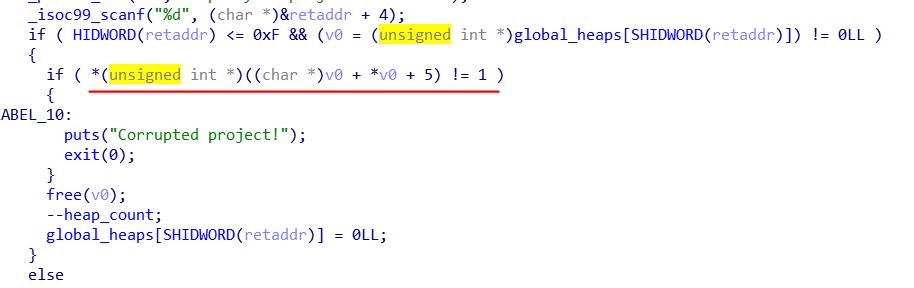 _isoc99_scanf("%d", (char *)&retaddr + 4);
if ( HIDWORD(retaddr) <= 0xF && (v0 = (unsigned int *)global_heaps[SHIDWORD(retaddr)]) != 0LL )
{
if ( *(unsigned int *)((char *)v0 + *v0 + 5) != 1 )
{
ABEL_10:
puts("Corrupted project!");
exit(0);
}
free(v0);
--heap_count;
global_heaps[SHIDWORD(retaddr)] = 0LL;
}
else